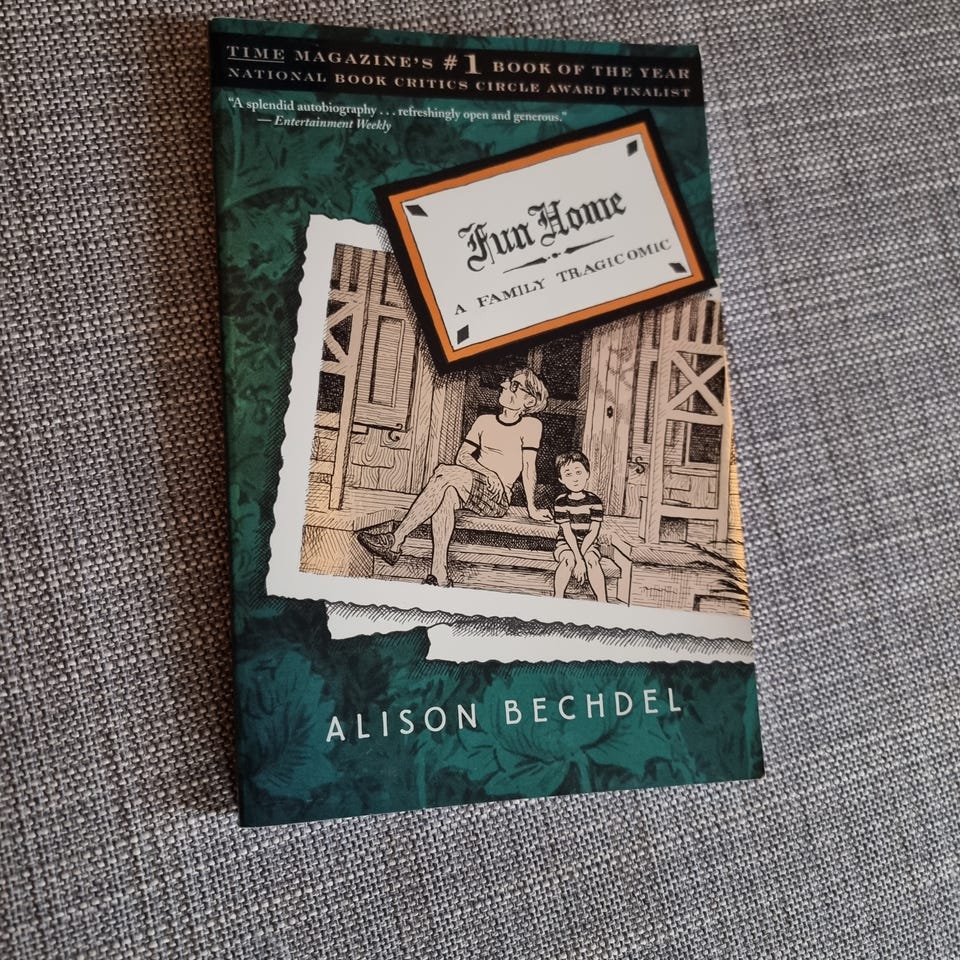 TIME MAGAZINE'S #1 BOOK OF THE YEAR
NATIONAL BOOK CRITICS CIRCLE AWARD FINALIST
"A splendid autobiography . . . refreshingly open and generous."
— Entertainment Weekly
Fun Home
A FAMILY TRAGICOMIC
ALISON BECHDEL